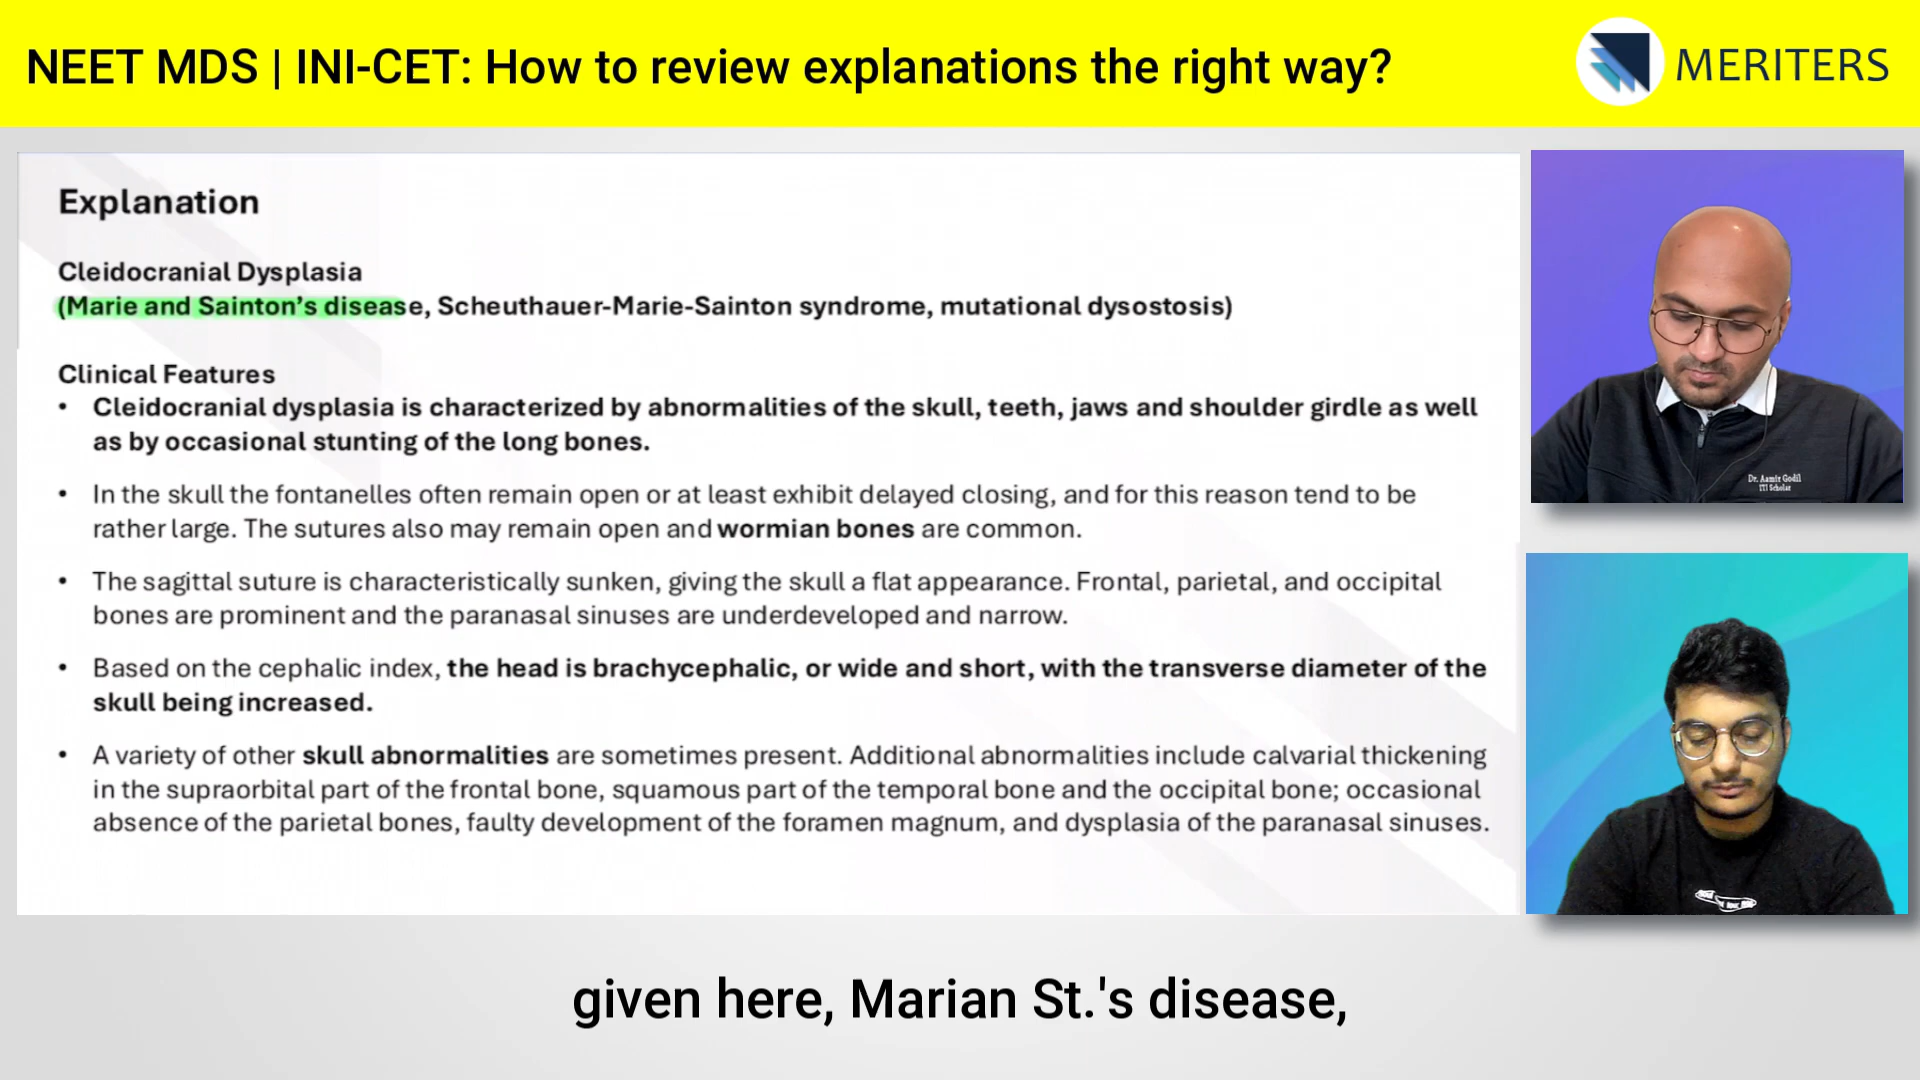 NEET MDS | INI-CET: How to review explanations the right way?
MERITERS
Explanation
Cleidocranial Dysplasia
(Marie and Sainton's disease, Scheuthauer-Marie-Sainton syndrome, mutational dysostosis)
Clinical Features
• Cleidocranial dysplasia is characterized by abnormalities of the skull, teeth, jaws and shoulder girdle as well
as by occasional stunting of the long bones.
• In the skull the fontanelles often remain open or at least exhibit delayed closing, and for this reason tend to be
rather large. The sutures also may remain open and wormian bones are common.
• The sagittal suture is characteristically sunken, giving the skull a flat appearance. Frontal, parietal, and occipital
bones are prominent and the paranasal sinuses are underdeveloped and narrow.
• Based on the cephalic index, the head is brachycephalic, or wide and short, with the transverse diameter of the
skull being increased.
• A variety of other skull abnormalities are sometimes present. Additional abnormalities include calvarial thickening
in the supraorbital part of the frontal bone, squamous part of the temporal bone and the occipital bone; occasional
absence of the parietal bones, faulty development of the foramen magnum, and dysplasia of the paranasal sinuses.
Dr. Aamir Godil
ITI Scholar
given here, Marian St.'s disease,